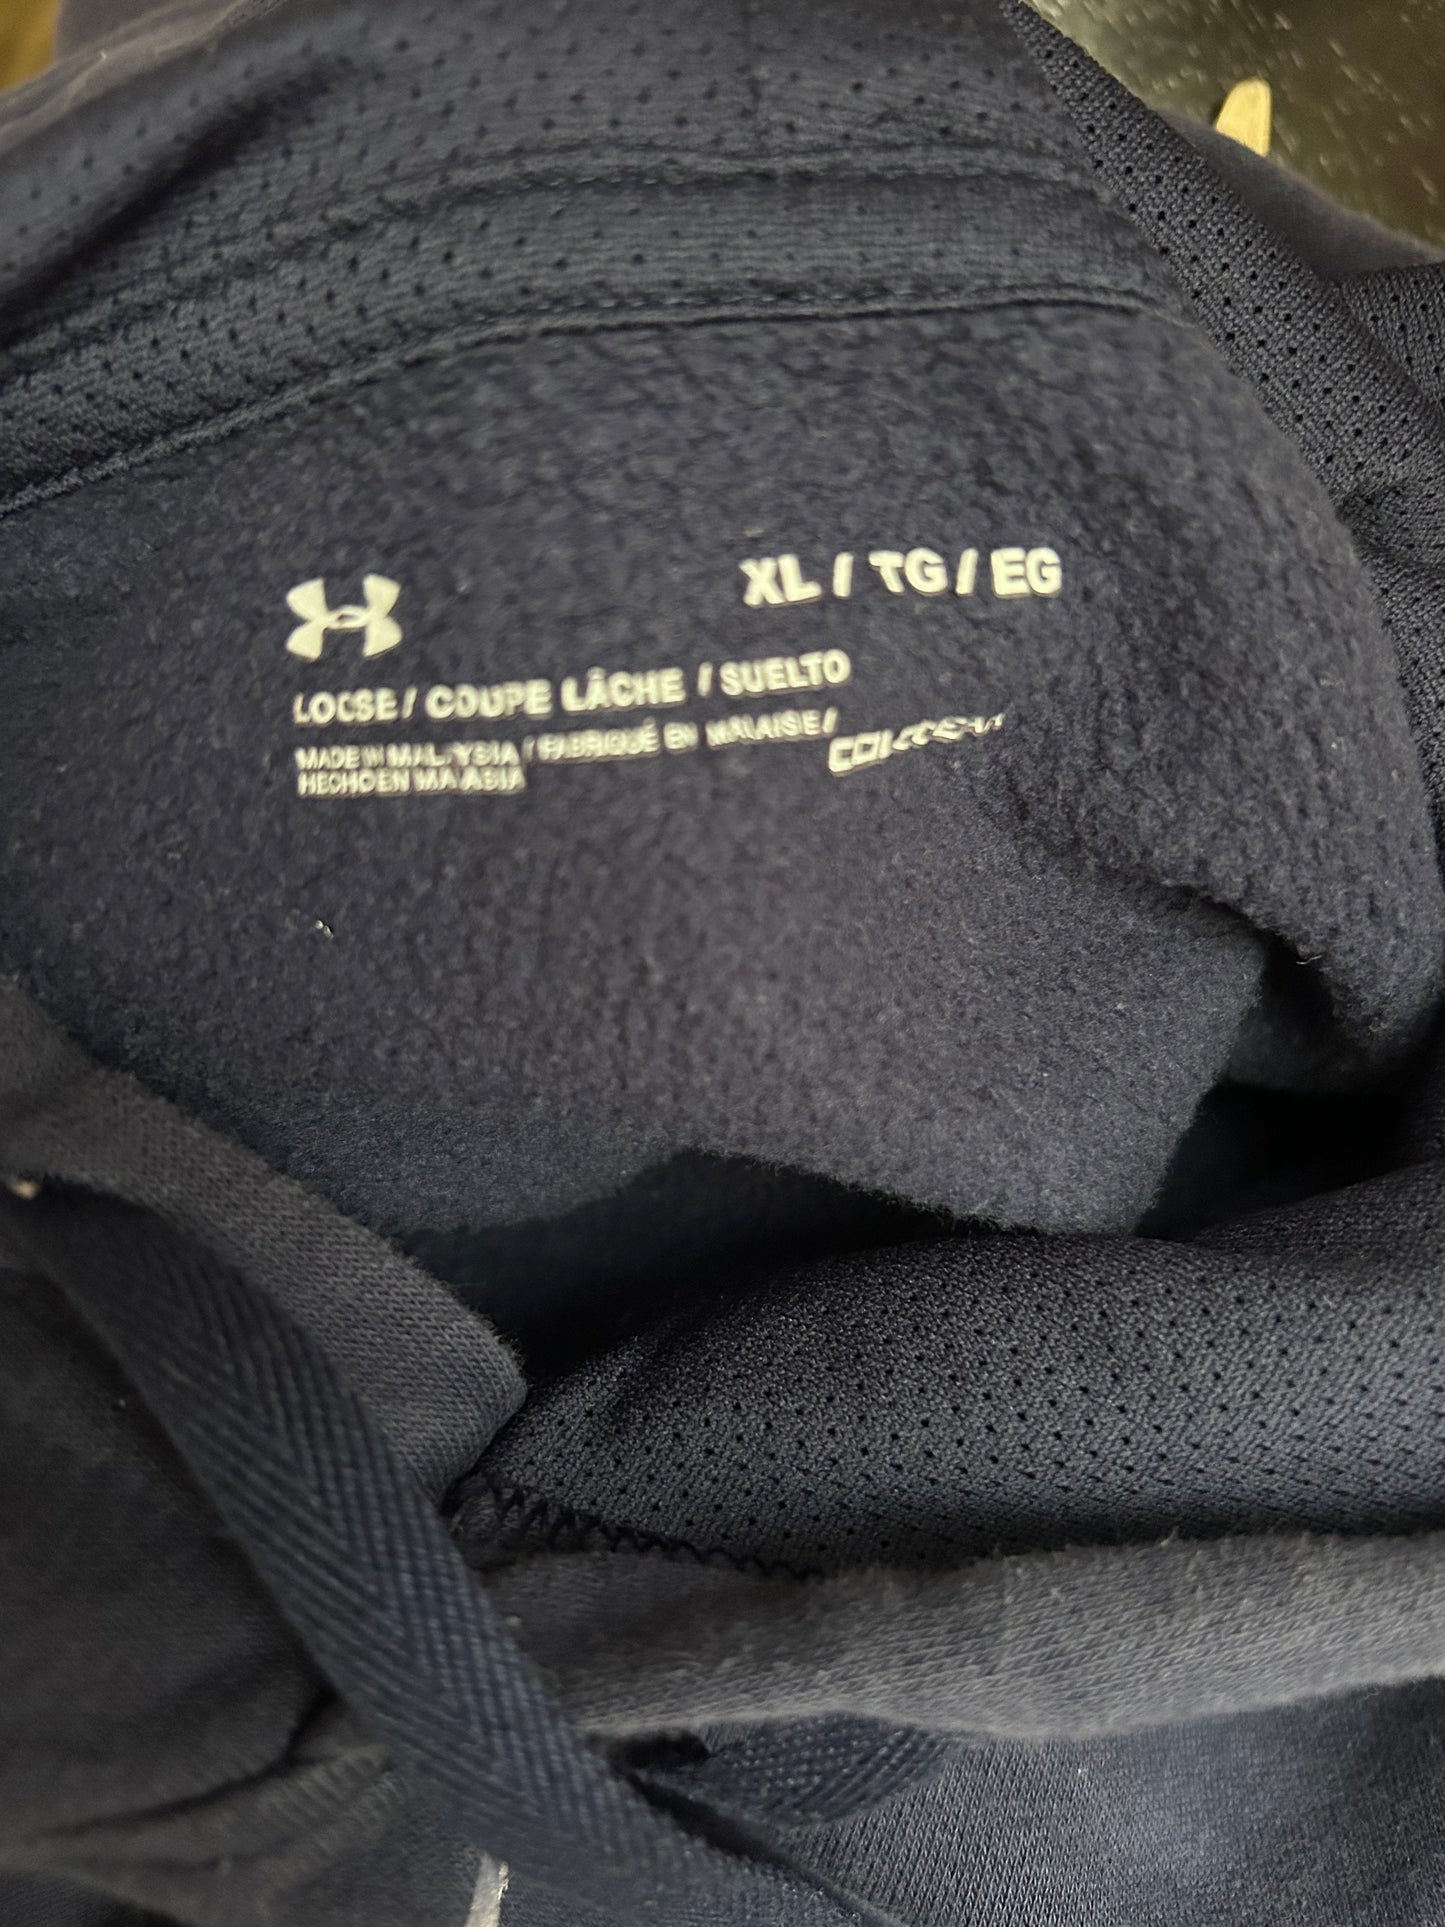 XL / TG / EG
LOOSE / COUPE LÂCHE / SUELTO
MADE IN MALAYSIA / FABRIQUÉ EN MALAISIE /
HECHO EN MALASIA